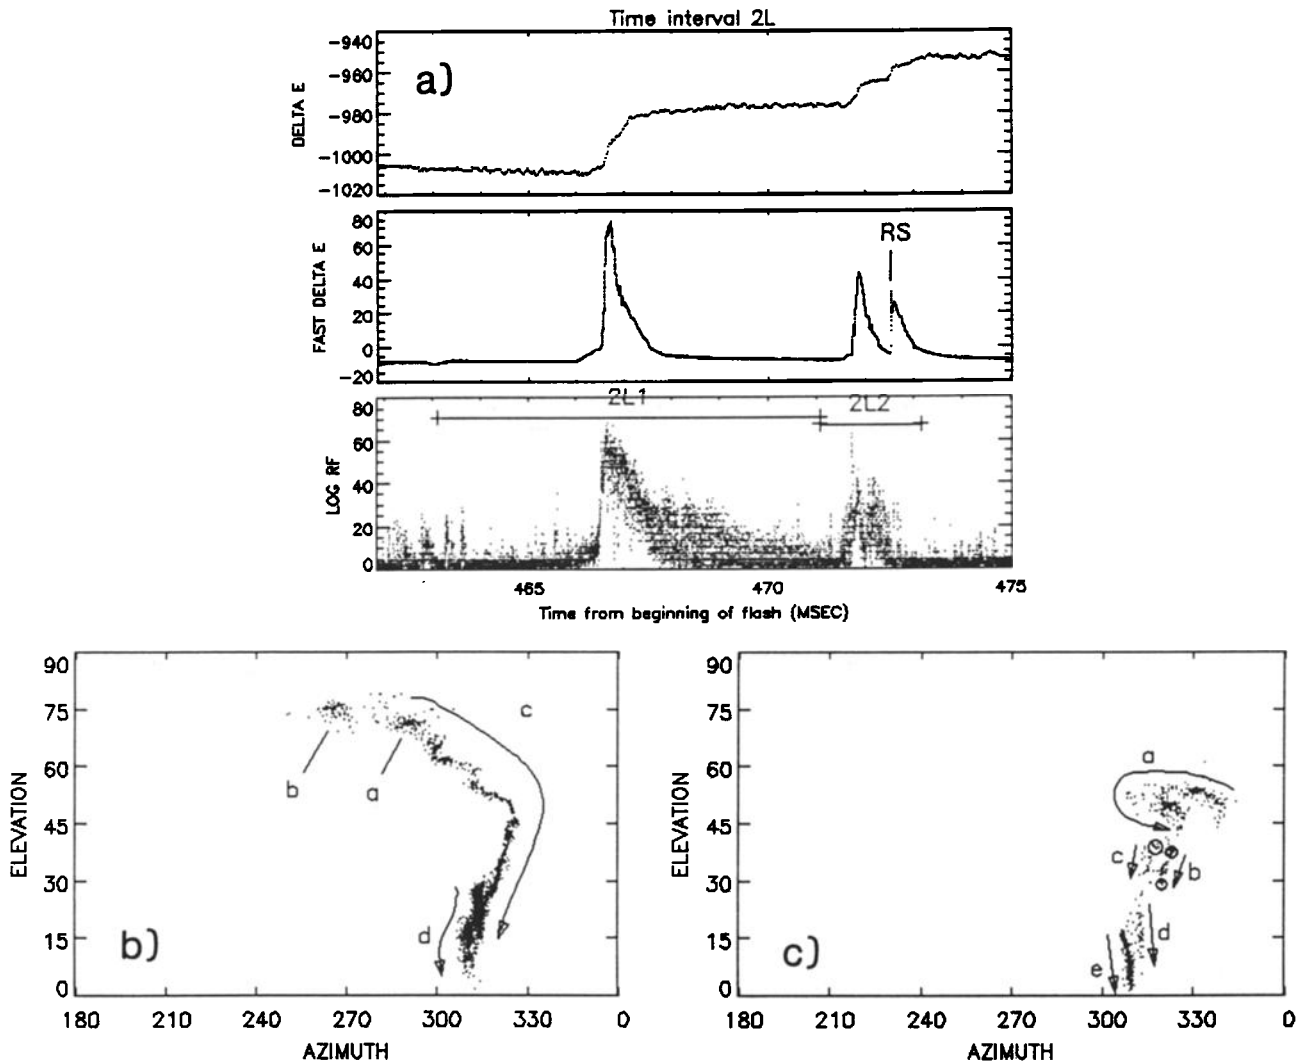 Time interval 2L
a)
DELTA E
-940
-960
-980
-1000
-1020
FAST DELTA E
80
60
40
20
0
-20
RS
LOG RF
80
60
40
20
0
2L1
2L2
465
470
475
Time from beginning of flash (MSEC)
ELEVATION
90
75
60
45
30
15
0
b
a
c
d
b)
180
210
240
270
300
330
0
AZIMUTH
ELEVATION
90
75
60
45
30
15
0
a
c
b
d
e
c)
180
210
240
270
300
330
0
AZIMUTH